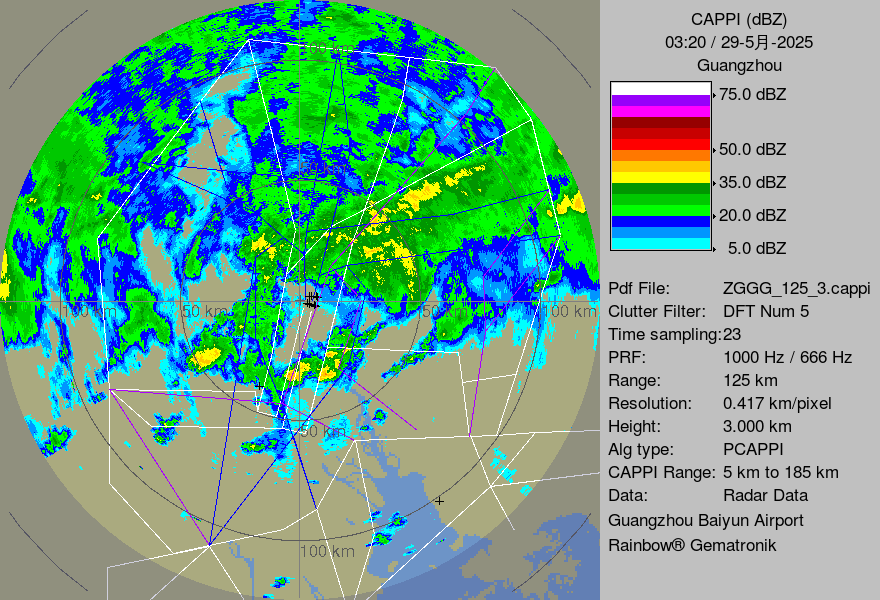 CAPPI (dBZ)
03:20 / 29-5月-2025
Guangzhou
75.0 dBZ
50.0 dBZ
35.0 dBZ
20.0 dBZ
5.0 dBZ
Pdf File: ZGGG_125_3.cappi
Clutter Filter: DFT Num 5
Time sampling:23
PRF: 1000 Hz / 666 Hz
Range: 125 km
Resolution: 0.417 km/pixel
Height: 3.000 km
Alg type: PCAPPI
CAPPI Range: 5 km to 185 km
Data: Radar Data
Guangzhou Baiyun Airport
Rainbow® Gematronik
100 km
100 km
50 km
50 km
100 km
50 km
100 km